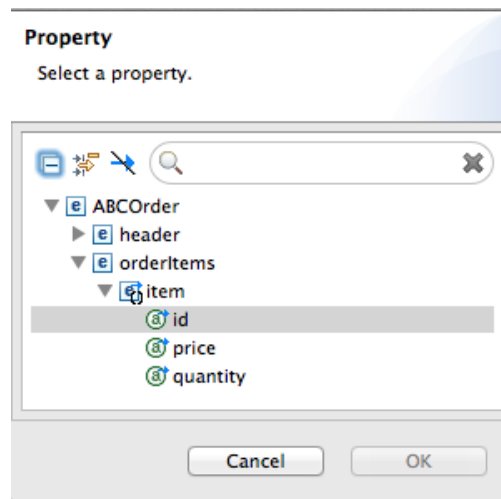 Property
Select a property.
e ABCOrder
e header
e orderItems
e item
a id
a price
a quantity
Cancel OK